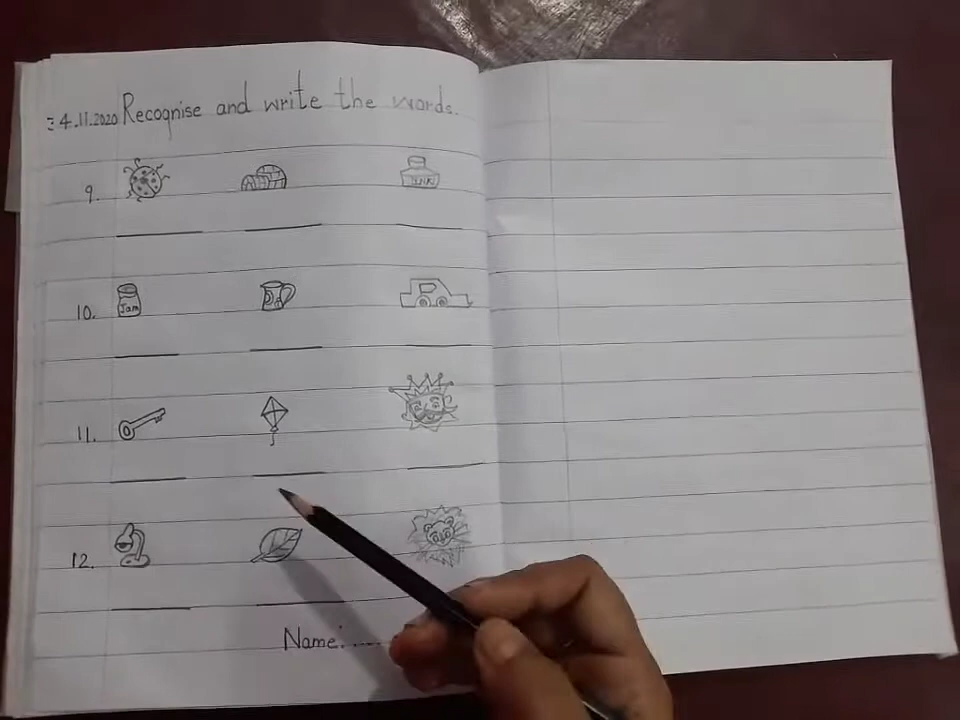 4.11.2020 Recognise and write the words.
9.
INK
10.
Jam
11.
12.
Name:....